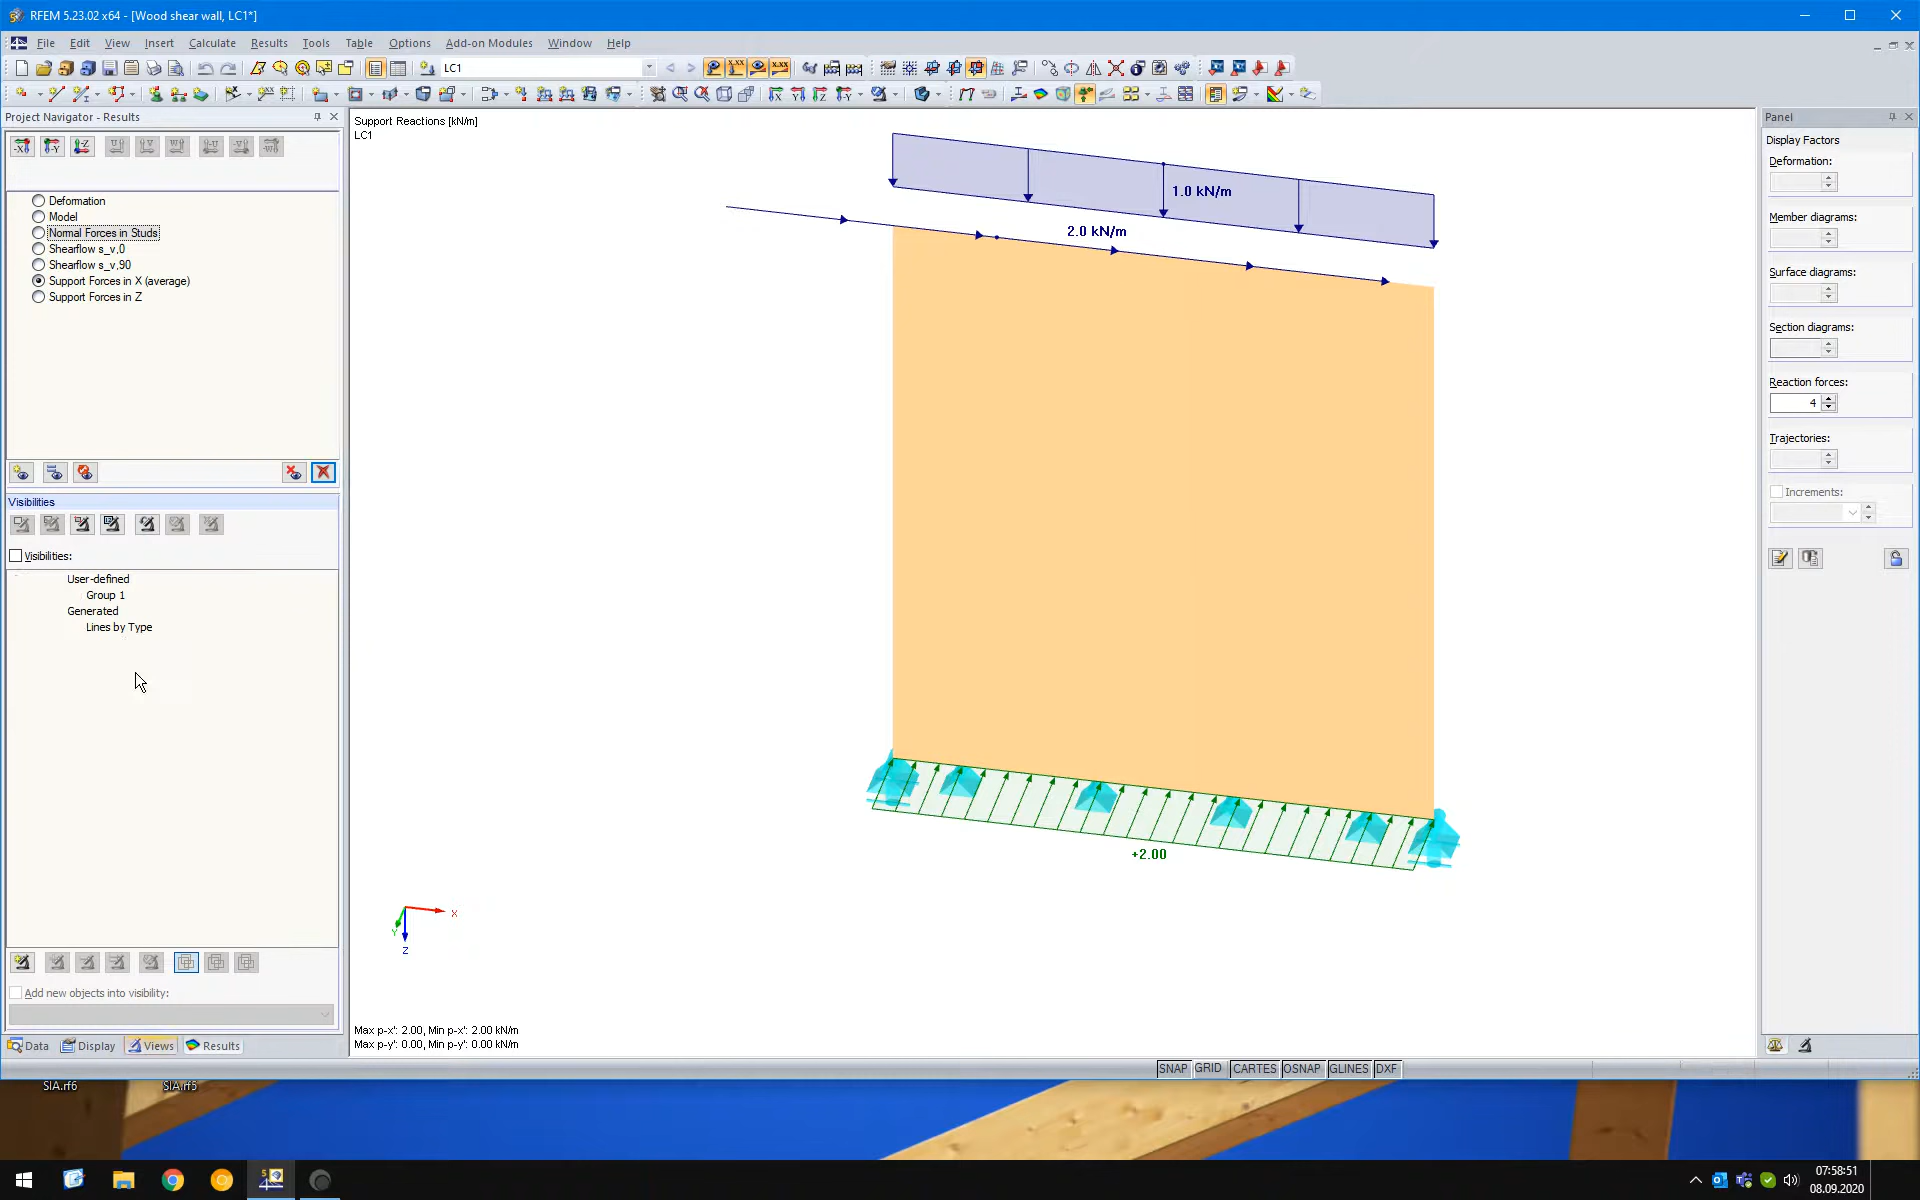 RFEM 5.23.02 x64 - [Wood shear wall, LC1*]
File Edit View Insert Calculate Results Tools Table Options Add-on Modules Window Help
LC1
Project Navigator - Results
Deformation
Model
Normal Forces in Studs
Shearflow s_v,0
Shearflow s_v,90
Support Forces in X (average)
Support Forces in Z
Visibilities
Visibilities:
User-defined
Group 1
Generated
Lines by Type
Add new objects into visibility:
Data Display Views Results
Support Reactions [kN/m]
LC1
1.0 kN/m
2.0 kN/m
+2.00
X
Y
Z
Max p-x': 2.00, Min p-x': 2.00 kN/m
Max p-y': 0.00, Min p-y': 0.00 kN/m
Panel
Display Factors
Deformation:
Member diagrams:
Surface diagrams:
Section diagrams:
Reaction forces:
4
Trajectories:
Increments:
SNAP GRID CARTES OSNAP GLINES DXF
SIA.rf6 SIA.rf5
07:58:51
08.09.2020